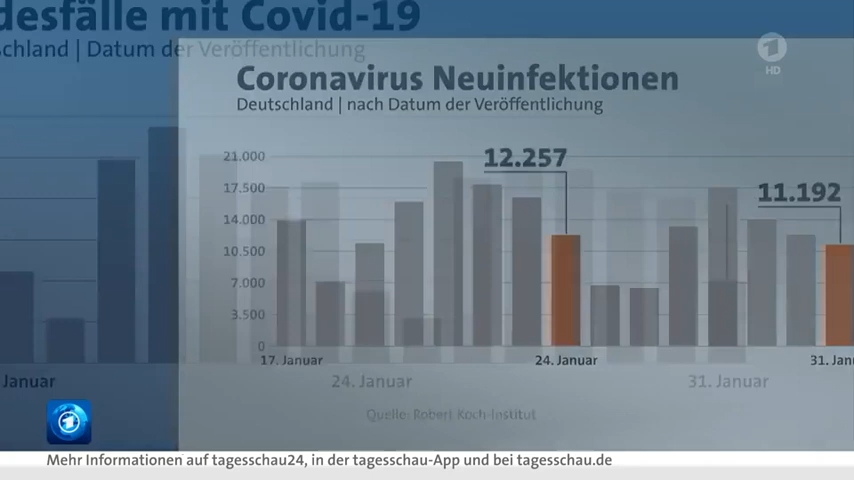 desfälle mit Covid-19
schland | Datum der Veröffentlichung
1
HD
Coronavirus Neuinfektionen
Deutschland | nach Datum der Veröffentlichung
21.000
12.257
17.500
11.192
14.000
10.500
7.000
3.500
0
17. Januar
24. Januar
31. Janu
Januar
24. Januar
31. Januar
Quelle: Robert Koch-Institut
1
Mehr Informationen auf tagesschau24, in der tagesschau-App und bei tagesschau.de